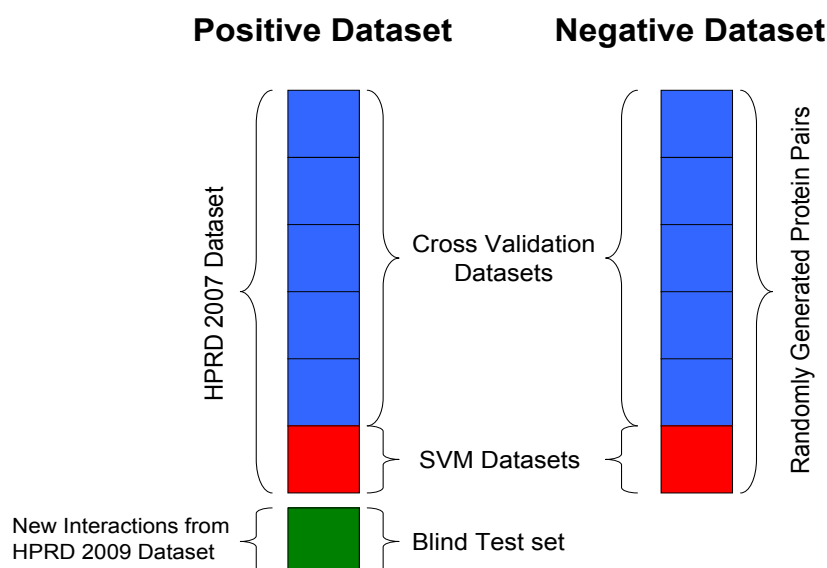 Positive Dataset
Negative Dataset
HPRD 2007 Dataset
Cross Validation
Datasets
Randomly Generated Protein Pairs
SVM Datasets
New Interactions from
HPRD 2009 Dataset
Blind Test set